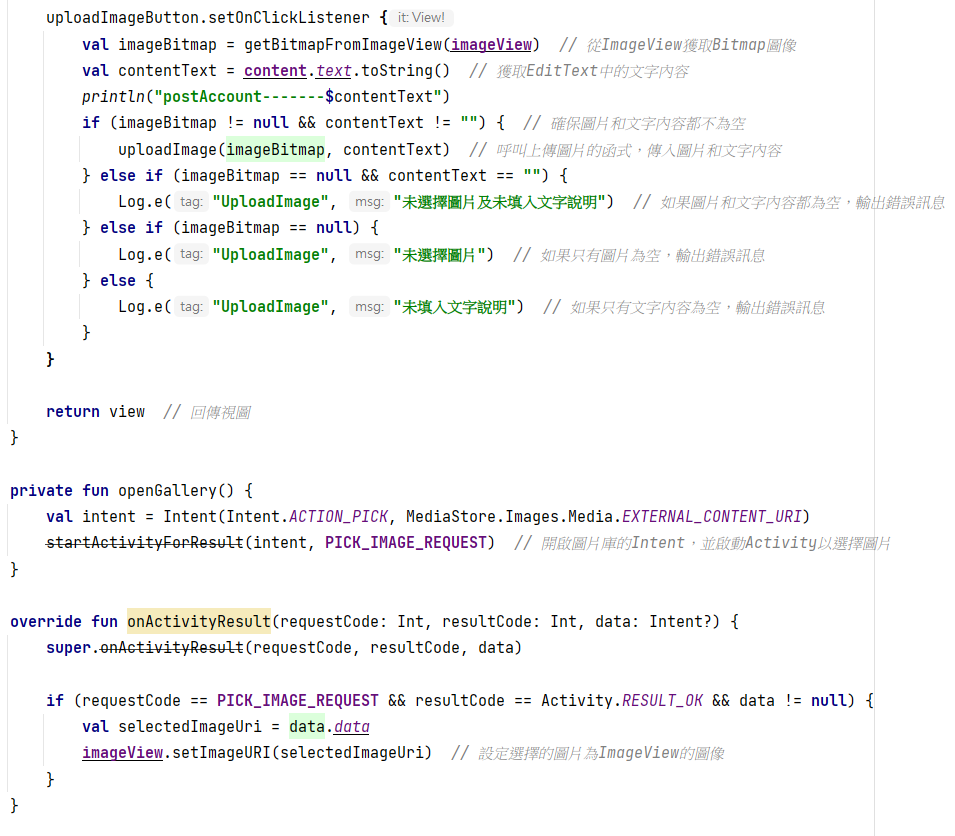 uploadImageButton.setOnClickListener { it: View!
val imageBitmap = getBitmapFromImageView(imageView)  // 從ImageView獲取Bitmap圖像
val contentText = content.text.toString()  // 獲取EditText中的文字內容
println("postAccount-------$contentText")
if (imageBitmap != null && contentText != "") {  // 確保圖片和文字內容都不為空
uploadImage(imageBitmap, contentText)  // 呼叫上傳圖片的函式，傳入圖片和文字內容
} else if (imageBitmap == null && contentText == "") {
Log.e( tag: "UploadImage",  msg: "未選擇圖片及未填入文字說明")  // 如果圖片和文字內容都為空，輸出錯誤訊息
} else if (imageBitmap == null) {
Log.e( tag: "UploadImage",  msg: "未選擇圖片")  // 如果只有圖片為空，輸出錯誤訊息
} else {
Log.e( tag: "UploadImage",  msg: "未填入文字說明")  // 如果只有文字內容為空，輸出錯誤訊息
}
}
return view  // 回傳視圖
}
private fun openGallery() {
val intent = Intent(Intent.ACTION_PICK, MediaStore.Images.Media.EXTERNAL_CONTENT_URI)
startActivityForResult(intent, PICK_IMAGE_REQUEST)  // 開啟圖片庫的Intent，並啟動Activity以選擇圖片
}
override fun onActivityResult(requestCode: Int, resultCode: Int, data: Intent?) {
super.onActivityResult(requestCode, resultCode, data)
if (requestCode == PICK_IMAGE_REQUEST && resultCode == Activity.RESULT_OK && data != null) {
val selectedImageUri = data.data
imageView.setImageURI(selectedImageUri)  // 設定選擇的圖片為ImageView的圖像
}
}